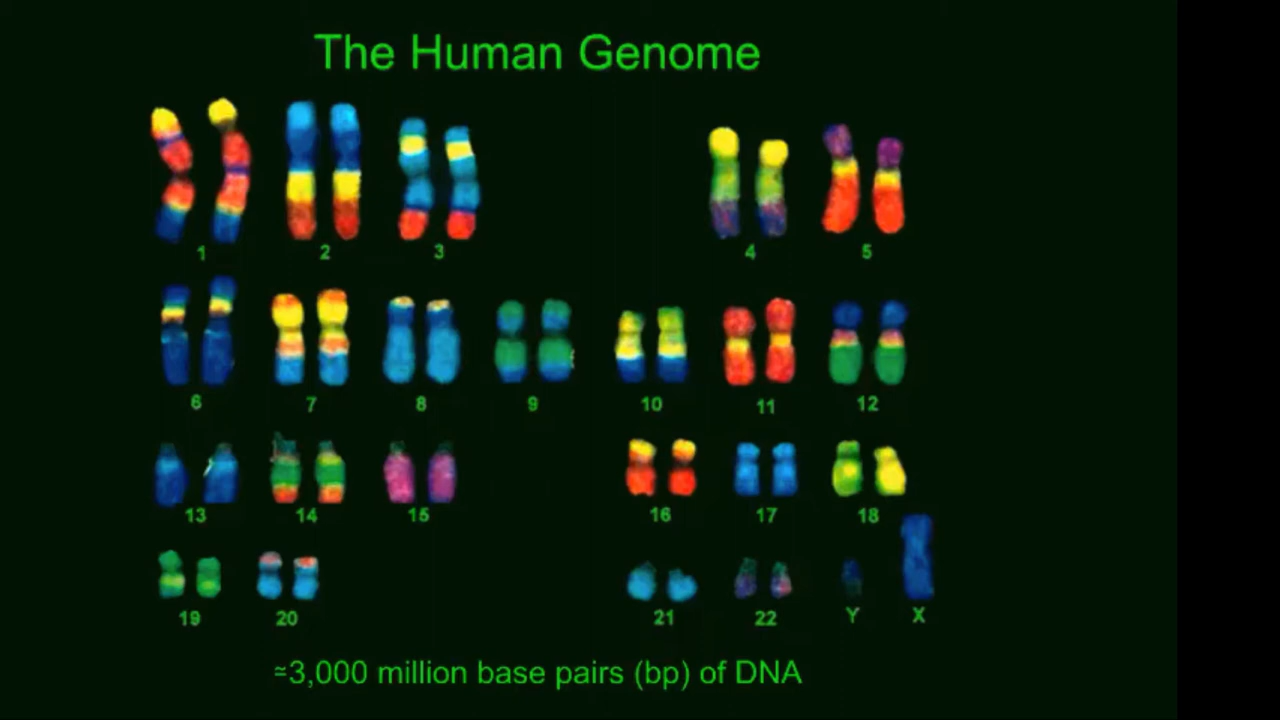 The Human Genome
1 2 3 4 5
6 7 8 9 10 11 12
13 14 15 16 17 18
19 20 21 22 Y X
≃3,000 million base pairs (bp) of DNA